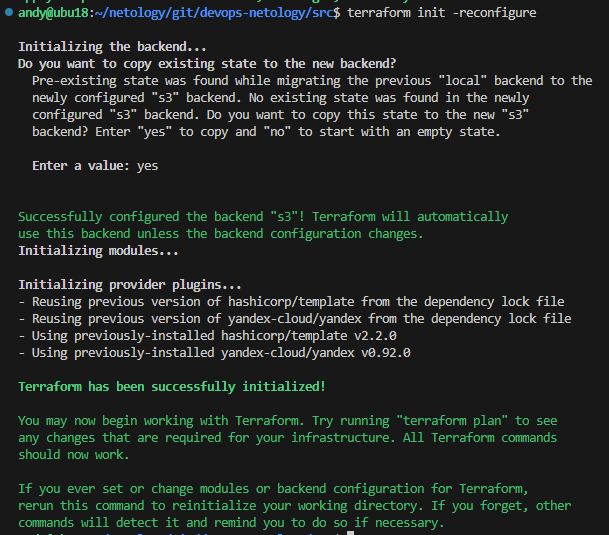 andy@ubu18:~/netology/git/devops-netology/src$ terraform init -reconfigure
Initializing the backend...
Do you want to copy existing state to the new backend?
Pre-existing state was found while migrating the previous "local" backend to the
newly configured "s3" backend. No existing state was found in the newly
configured "s3" backend. Do you want to copy this state to the new "s3"
backend? Enter "yes" to copy and "no" to start with an empty state.
Enter a value: yes
Successfully configured the backend "s3"! Terraform will automatically
use this backend unless the backend configuration changes.
Initializing modules...
Initializing provider plugins...
- Reusing previous version of hashicorp/template from the dependency lock file
- Reusing previous version of yandex-cloud/yandex from the dependency lock file
- Using previously-installed hashicorp/template v2.2.0
- Using previously-installed yandex-cloud/yandex v0.92.0
Terraform has been successfully initialized!
You may now begin working with Terraform. Try running "terraform plan" to see
any changes that are required for your infrastructure. All Terraform commands
should now work.
If you ever set or change modules or backend configuration for Terraform,
rerun this command to reinitialize your working directory. If you forget, other
commands will detect it and remind you to do so if necessary.